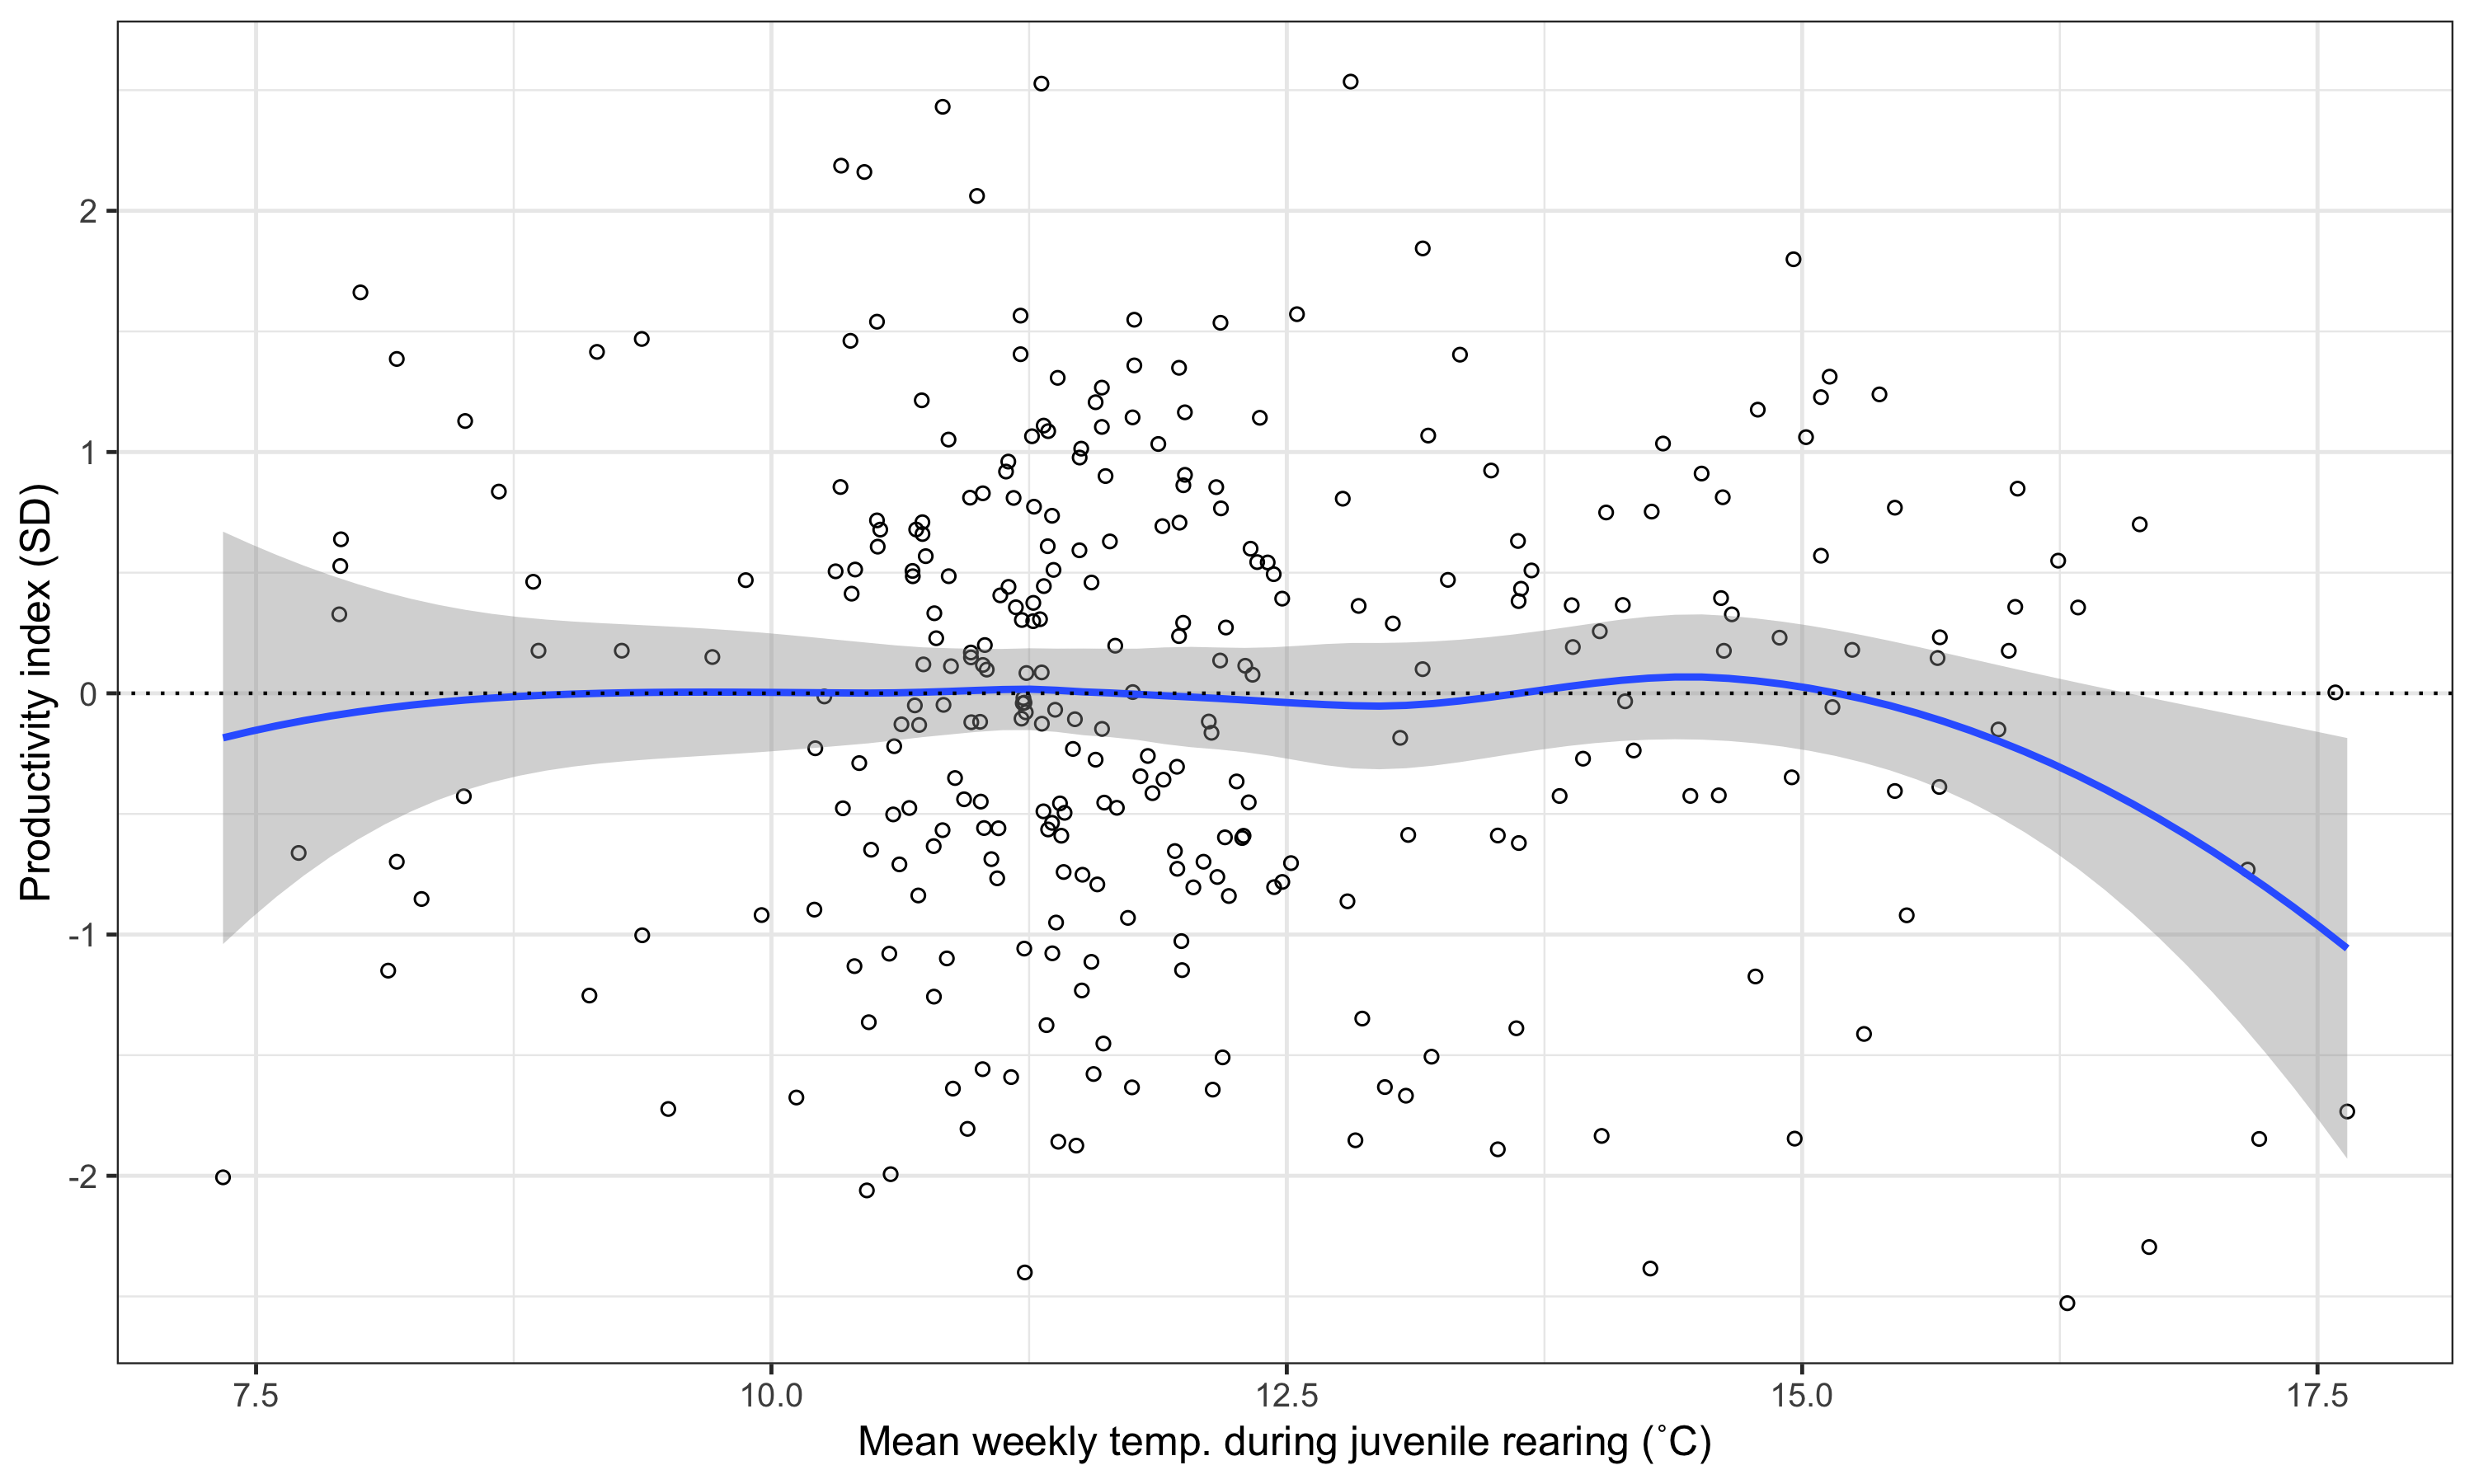 Productivity index (SD)
2
1
0
-1
-2
7.5 10.0 12.5 15.0 17.5
Mean weekly temp. during juvenile rearing (˚C)